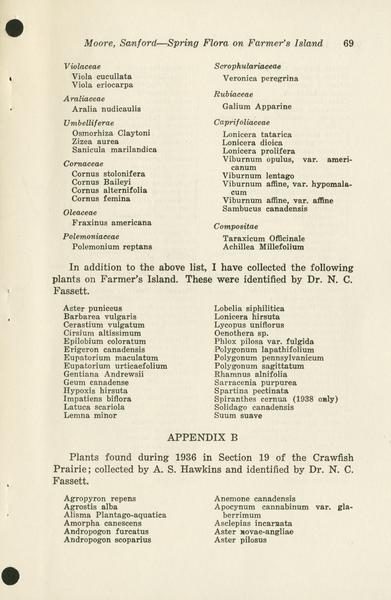 Moore, Sanford—Spring Flora on Farmer's Island 69
Violaceae
Viola cucullata
Viola eriocarpa
Araliaceae
Aralia nudicaulis
Umbelliferae
Osmorhiza Claytoni
Zizea aurea
Sanicula marilandica
Cornaceae
Cornus stolonifera
Cornus Baileyi
Cornus alternifolia
Cornus femina
Oleaceae
Fraxinus americana
Polemoniaceae
Polemonium reptans
Scrophulariaceae
Veronica peregrina
Rubiaceae
Galium Apparine
Caprifoliaceae
Lonicera tatarica
Lonicera dioica
Lonicera prolifera
Viburnum opulus, var. ameri-
canum
Viburnum lentago
Viburnum affine, var. hypomala-
cum
Viburnum affine, var. affine
Sambucus canadensis
Compositae
Taraxicum Officinale
Achillea Millefolium
In addition to the above list, I have collected the following
plants on Farmer's Island. These were identified by Dr. N. C.
Fassett.
Aster puniceus
Barbarea vulgaris
Cerastium vulgatum
Cirsium altissimum
Epilobium coloratum
Erigeron canadensis
Eupatorium maculatum
Eupatorium urticaefolium
Gentiana Andrewsii
Geum canadense
Hypoxis hirsuta
Impatiens biflora
Latuca scariola
Lemna minor
Lobelia siphilitica
Lonicera hirsuta
Lycopus uniflorus
Oenothera sp.
Phlox pilosa var. fulgida
Polygonum lapathifolium
Polygonum pennsylvanicum
Polygonum sagittatum
Rhamnus alnifolia
Sarracenia purpurea
Spartina pectinata
Spiranthes cernua (1938 only)
Solidago canadensis
Suum suave
APPENDIX B
Plants found during 1936 in Section 19 of the Crawfish
Prairie; collected by A. S. Hawkins and identified by Dr. N. C.
Fassett.
Agropyron repens
Agrostis alba
Alisma Plantago-aquatica
Amorpha canescens
Andropogon furcatus
Andropogon scoparius
Anemone canadensis
Apocynum cannabinum var. gla-
berrimum
Asclepias incarnata
Aster novae-angliae
Aster pilosus